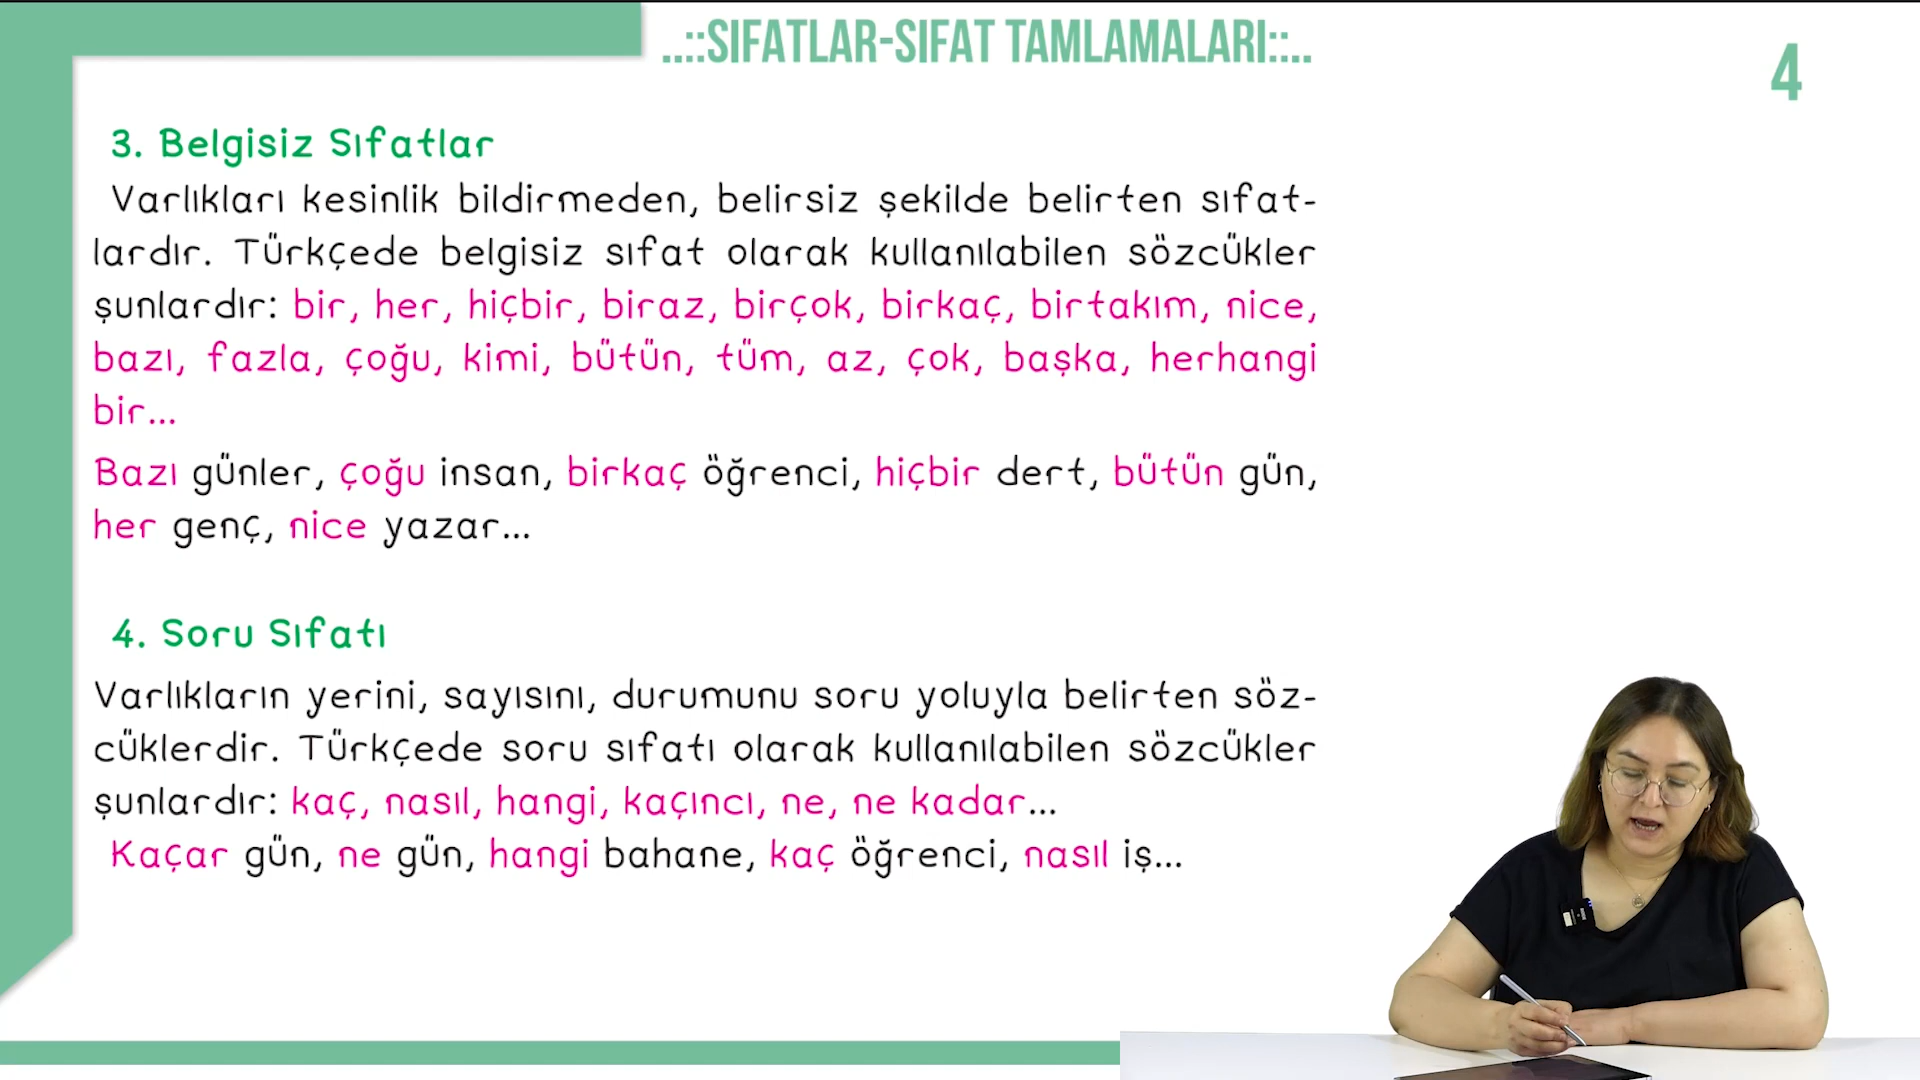 ..::SIFATLAR-SIFAT TAMLAMALARI::..
4
3. Belgisiz Sıfatlar
Varlıkları kesinlik bildirmeden, belirsiz şekilde belirten sıfat-
lardır. Türkçede belgisiz sıfat olarak kullanılabilen sözcükler
şunlardır: bir, her, hiçbir, biraz, birçok, birkaç, birtakım, nice,
bazı, fazla, çoğu, kimi, bütün, tüm, az, çok, başka, herhangi
bir...
Bazı günler, çoğu insan, birkaç öğrenci, hiçbir dert, bütün gün,
her genç, nice yazar...
4. Soru Sıfatı
Varlıkların yerini, sayısını, durumunu soru yoluyla belirten söz-
cüklerdir. Türkçede soru sıfatı olarak kullanılabilen sözcükler
şunlardır: kaç, nasıl, hangi, kaçıncı, ne, ne kadar...
Kaçar gün, ne gün, hangi bahane, kaç öğrenci, nasıl iş...